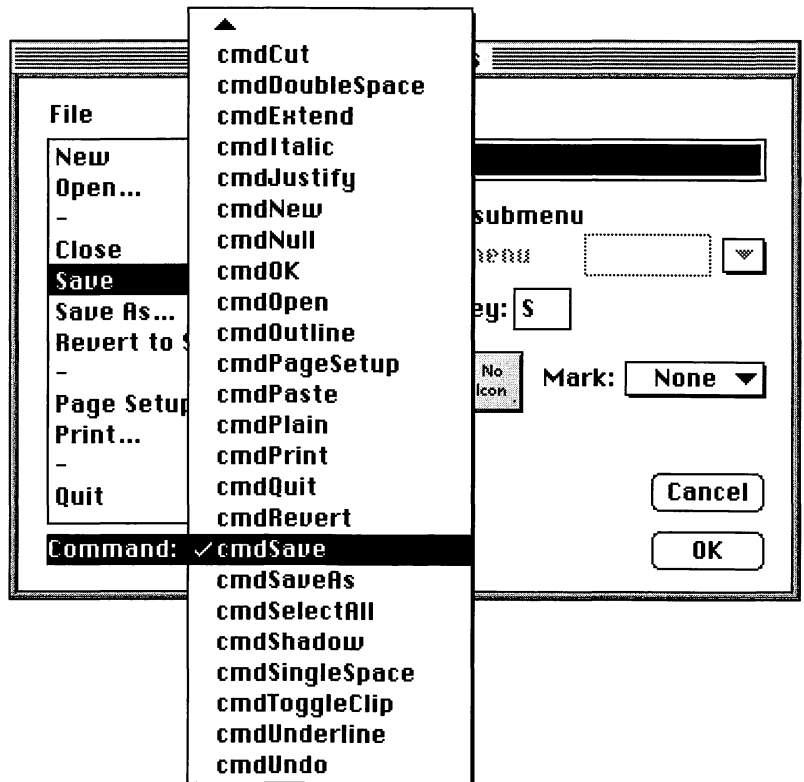 s
File
New
Open...
-
Close
Save
Save As...
Revert to S
-
Page Setup
Print...
-
Quit
Command:
cmdCut
cmdDoubleSpace
cmdExtend
cmdItalic
cmdJustify
cmdNew
cmdNull
cmdOK
cmdOpen
cmdOutline
cmdPageSetup
cmdPaste
cmdPlain
cmdPrint
cmdQuit
cmdRevert
✓cmdSave
cmdSaveAs
cmdSelectAll
cmdShadow
cmdSingleSpace
cmdToggleClip
cmdUnderline
cmdUndo
submenu
menu
ey: S
No
Icon
Mark: None
Cancel
OK